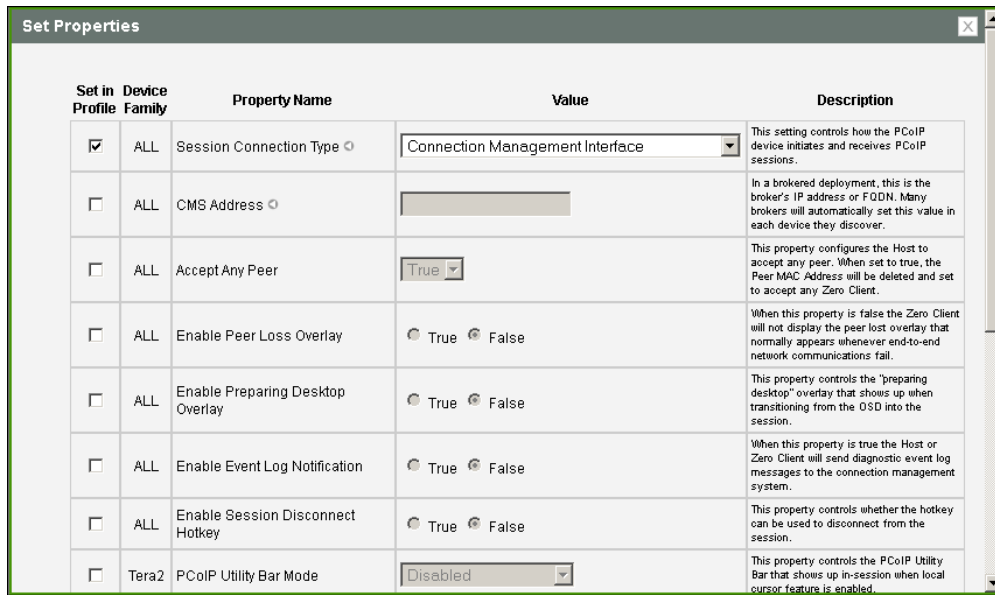 Set Properties
X
Set in Profile
Device Family
Property Name
Value
Description
ALL
Session Connection Type
Connection Management Interface
This setting controls how the PCoIP
device initiates and receives PCoIP
sessions.
ALL
CMS Address
In a brokered deployment, this is the
broker's IP address or FQDN. Many
brokers will automatically set this value in
each device they discover.
ALL
Accept Any Peer
True
This property configures the Host to
accept any peer. When set to true, the
Peer MAC Address will be deleted and set
to accept any Zero Client.
ALL
Enable Peer Loss Overlay
True False
When this property is false the Zero Client
will not display the peer lost overlay that
normally appears whenever end-to-end
network communications fail.
ALL
Enable Preparing Desktop
Overlay
True False
This property controls the "preparing
desktop" overlay that shows up when
transitioning from the OSD into the
session.
ALL
Enable Event Log Notification
True False
When this property is true the Host or
Zero Client will send diagnostic event log
messages to the connection management
system.
ALL
Enable Session Disconnect
Hotkey
True False
This property controls whether the hotkey
can be used to disconnect from the
session.
Tera2
PCoIP Utility Bar Mode
Disabled
This property controls the PCoIP Utility
Bar that shows up in-session when local
cursor feature is enabled.